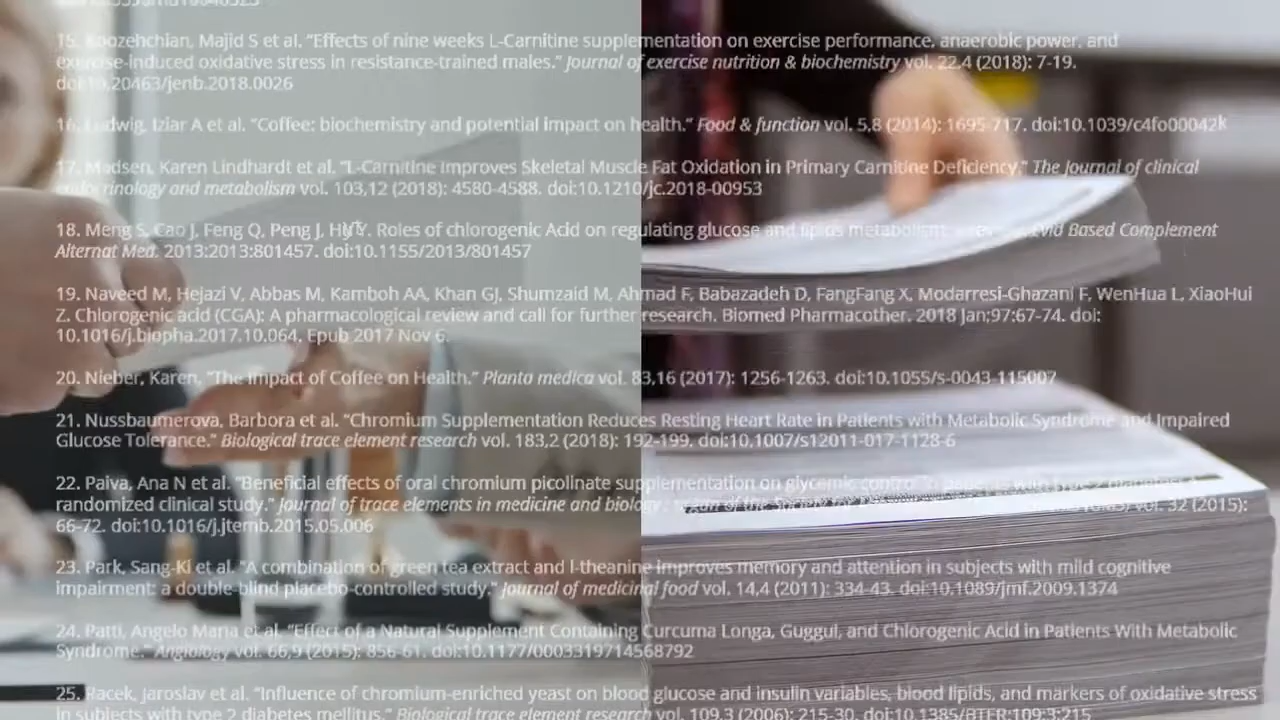 15. Koozehchian, Majid S et al. “Effects of nine weeks L-Carnitine supplementation on exercise performance, anaerobic power, and
exercise-induced oxidative stress in resistance-trained males.” Journal of exercise nutrition & biochemistry vol. 22,4 (2018): 7-19.
doi:10.20463/jenb.2018.0026
16. Ludwig, Iziar A et al. “Coffee: biochemistry and potential impact on health.” Food & function vol. 5,8 (2014): 1695-717. doi:10.1039/c4fo00042k
17. Madsen, Karen Lindhardt et al. “L-Carnitine Improves Skeletal Muscle Fat Oxidation in Primary Carnitine Deficiency.” The Journal of clinical
endocrinology and metabolism vol. 103,12 (2018): 4580-4588. doi:10.1210/jc.2018-00953
18. Meng S, Cao J, Feng Q, Peng J, Hu Y. Roles of chlorogenic Acid on regulating glucose and lipids metabolism: Evid Based Complement
Alternat Med. 2013;2013:801457. doi:10.1155/2013/801457
19. Naveed M, Hejazi V, Abbas M, Kamboh AA, Khan GJ, Shumzaid M, Ahmad F, Babazadeh D, FangFang X, Modarresi-Ghazani F, WenHua L, XiaoHui
Z. Chlorogenic acid (CGA): A pharmacological review and call for further research. Biomed Pharmacother. 2018 Jan;97:67-74. doi:
10.1016/j.biopha.2017.10.064. Epub 2017 Nov 6.
20. Nieber, Karen. “The Impact of Coffee on Health.” Planta medica vol. 83,16 (2017): 1256-1263. doi:10.1055/s-0043-115007
21. Nussbaumerova, Barbora et al. “Chromium Supplementation Reduces Resting Heart Rate in Patients with Metabolic Syndrome and Impaired
Glucose Tolerance.” Biological trace element research vol. 183,2 (2018): 192-199. doi:10.1007/s12011-017-1128-6
22. Paiva, Ana N et al. “Beneficial effects of oral chromium picolinate supplementation on glycemic control in patients with type 2 diabetes: A
randomized clinical study.” Journal of trace elements in medicine and biology : organ of the Society for vol. 32 (2015):
66-72. doi:10.1016/j.jtemb.2015.05.006
23. Park, Sang-Ki et al. “A combination of green tea extract and l-theanine improves memory and attention in subjects with mild cognitive
impairment: a double-blind placebo-controlled study.” Journal of medicinal food vol. 14,4 (2011): 334-43. doi:10.1089/jmf.2009.1374
24. Patti, Angelo Maria et al. “Effect of a Natural Supplement Containing Curcuma Longa, Guggul, and Chlorogenic Acid in Patients With Metabolic
Syndrome.” Angiology vol. 66,9 (2015): 856-61. doi:10.1177/0003319714568792
25. Racek, Jaroslav et al. “Influence of chromium-enriched yeast on blood glucose and insulin variables, blood lipids, and markers of oxidative stress
in subjects with type 2 diabetes mellitus.” Biological trace element research vol. 109,3 (2006): 215-30. doi:10.1385/BTER:109:3:215